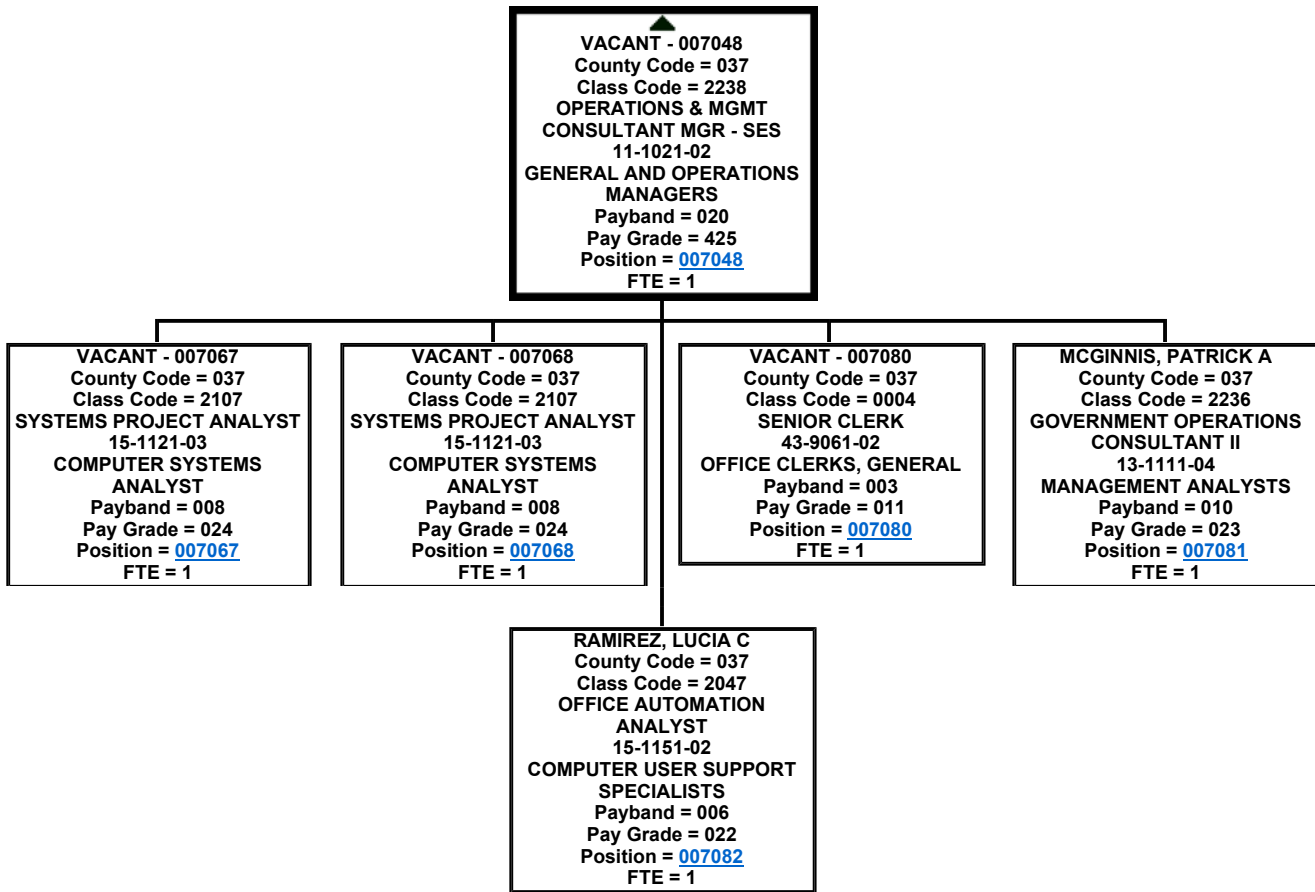 VACANT - 007048
County Code = 037
Class Code = 2238
OPERATIONS & MGMT
CONSULTANT MGR - SES
11-1021-02
GENERAL AND OPERATIONS
MANAGERS
Payband = 020
Pay Grade = 425
Position = 007048
FTE = 1
VACANT - 007067
County Code = 037
Class Code = 2107
SYSTEMS PROJECT ANALYST
15-1121-03
COMPUTER SYSTEMS
ANALYST
Payband = 008
Pay Grade = 024
Position = 007067
FTE = 1
VACANT - 007068
County Code = 037
Class Code = 2107
SYSTEMS PROJECT ANALYST
15-1121-03
COMPUTER SYSTEMS
ANALYST
Payband = 008
Pay Grade = 024
Position = 007068
FTE = 1
VACANT - 007080
County Code = 037
Class Code = 0004
SENIOR CLERK
43-9061-02
OFFICE CLERKS, GENERAL
Payband = 003
Pay Grade = 011
Position = 007080
FTE = 1
MCGINNIS, PATRICK A
County Code = 037
Class Code = 2236
GOVERNMENT OPERATIONS
CONSULTANT II
13-1111-04
MANAGEMENT ANALYSTS
Payband = 010
Pay Grade = 023
Position = 007081
FTE = 1
RAMIREZ, LUCIA C
County Code = 037
Class Code = 2047
OFFICE AUTOMATION
ANALYST
15-1151-02
COMPUTER USER SUPPORT
SPECIALISTS
Payband = 006
Pay Grade = 022
Position = 007082
FTE = 1